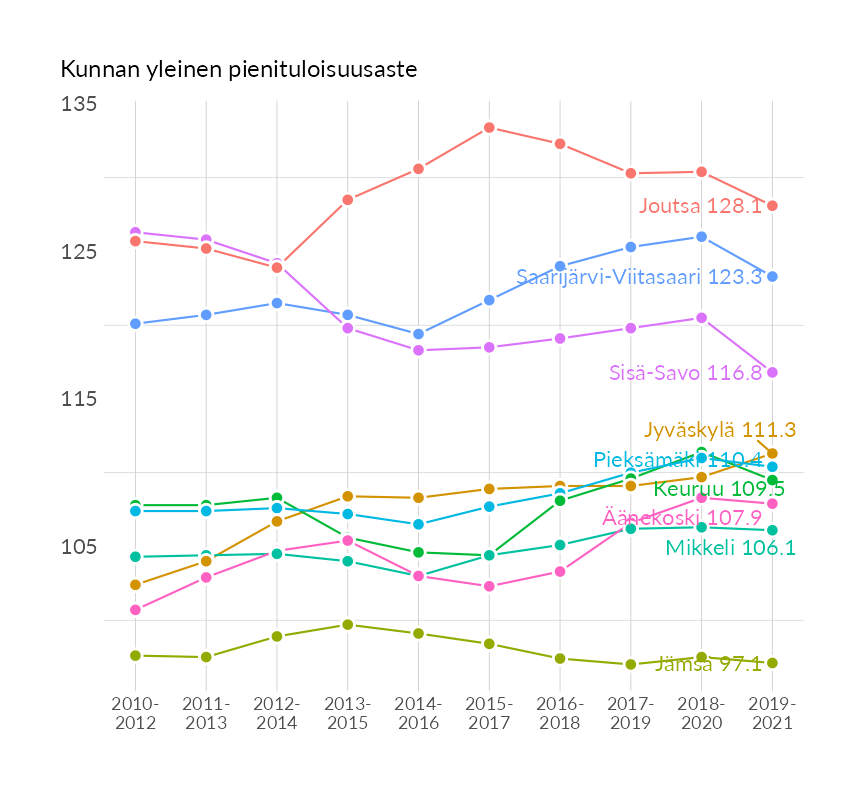 Kunnan yleinen pienituloisuusaste
135
Joutsa 128.1
125
Saarijärvi-Viitasaari 123.3
Sisä-Savo 116.8
115
Jyväskylä 111.3
Pieksämäki 110.4
Keuruu 109.5
Äänekoski 107.9
105
Mikkeli 106.1
Jämsä 97.1
2010- 2011- 2012- 2013- 2014- 2015- 2016- 2017- 2018- 2019-
2012 2013 2014 2015 2016 2017 2018 2019 2020 2021